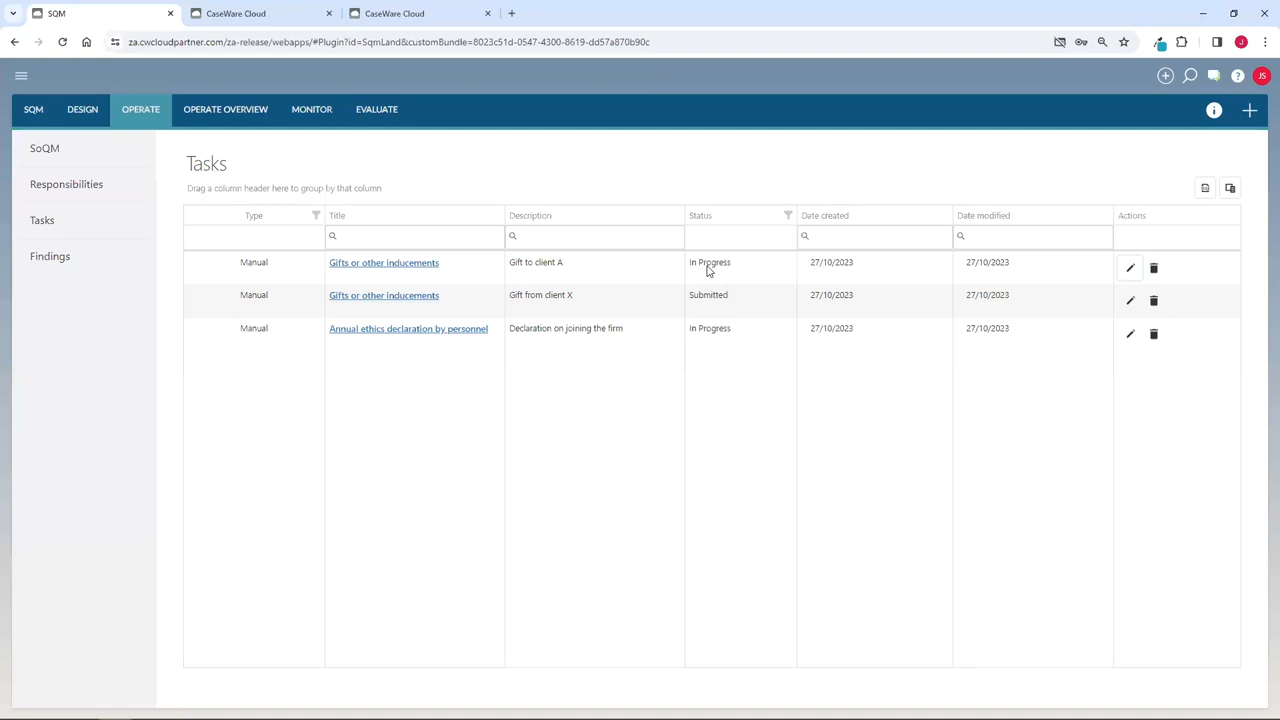 SQM
CaseWare Cloud
CaseWare Cloud
za.cwcloudpartner.com/za-release/webapps/#Plugin?id=SqmLand&customBundle=8023c51d-0547-4300-8619-dd57a870b90c
J
JS
SQM DESIGN OPERATE OPERATE OVERVIEW MONITOR EVALUATE
SoQM
Responsibilities
Tasks
Findings
Tasks
Drag a column header here to group by that column
Type Title Description Status Date created Date modified Actions
Manual Gifts or other inducements Gift to client A In Progress 27/10/2023 27/10/2023
Manual Gifts or other inducements Gift from client X Submitted 27/10/2023 27/10/2023
Manual Annual ethics declaration by personnel Declaration on joining the firm In Progress 27/10/2023 27/10/2023